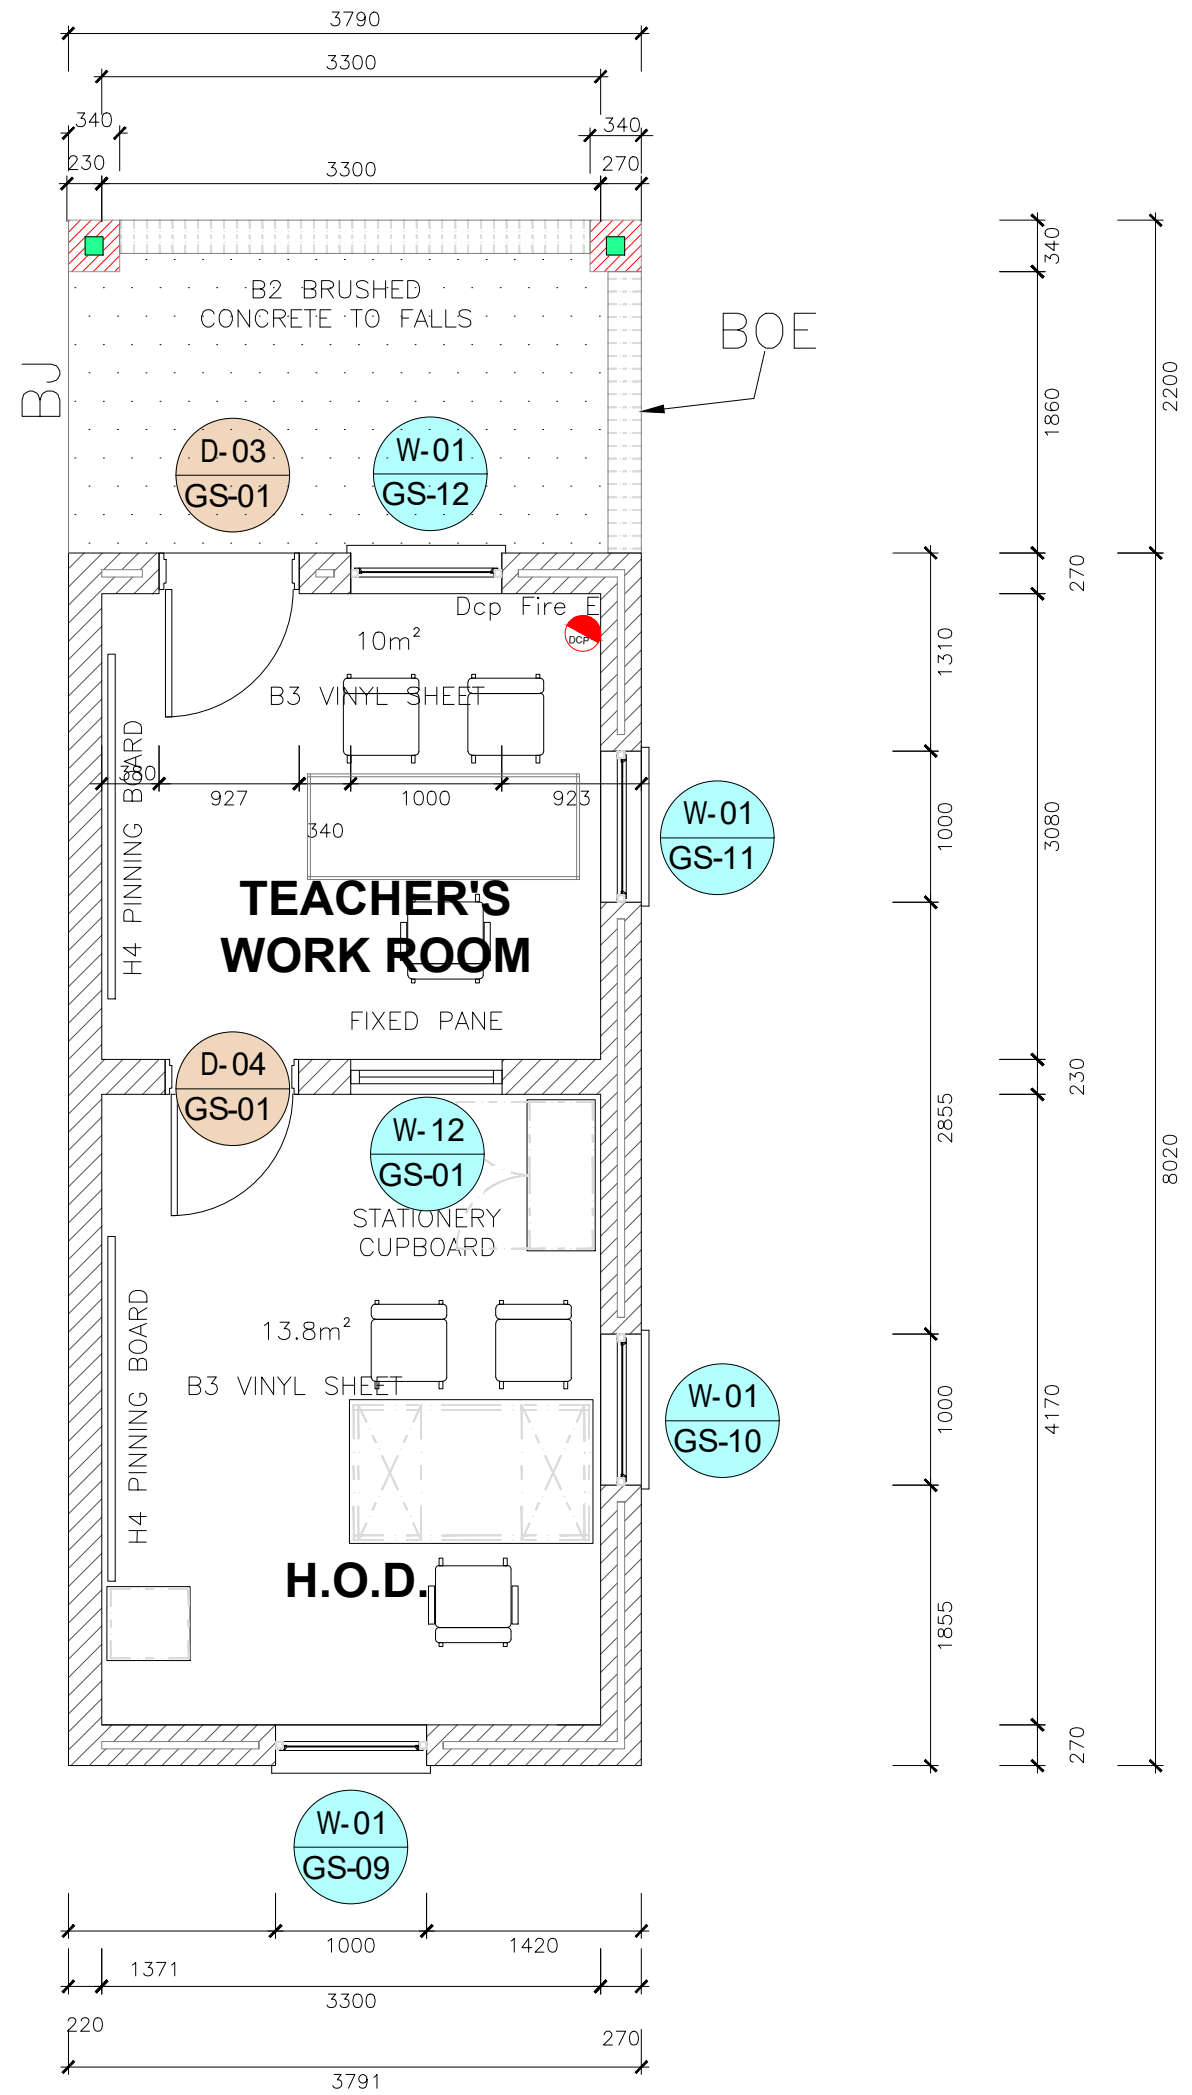 3790
3300
340
340
230
3300
270
B2 BRUSHED
CONCRETE TO FALLS
BOE
BJ
340
1860
2200
D-03
GS-01
W-01
GS-12
Dcp Fire E
DCP
10m²
B3 VINYL SHEET
H4 PINNING BOARD
380
927
340
1000
923
W-01
GS-11
TEACHER'S
WORK ROOM
FIXED PANE
270
1310
1000
3080
230
2855
8020
D-04
GS-01
W-12
GS-01
STATIONERY
CUPBOARD
13.8m²
B3 VINYL SHEET
H4 PINNING BOARD
W-01
GS-10
1000
4170
H.O.D.
1855
270
W-01
GS-09
1000
1420
1371
3300
220
270
3791